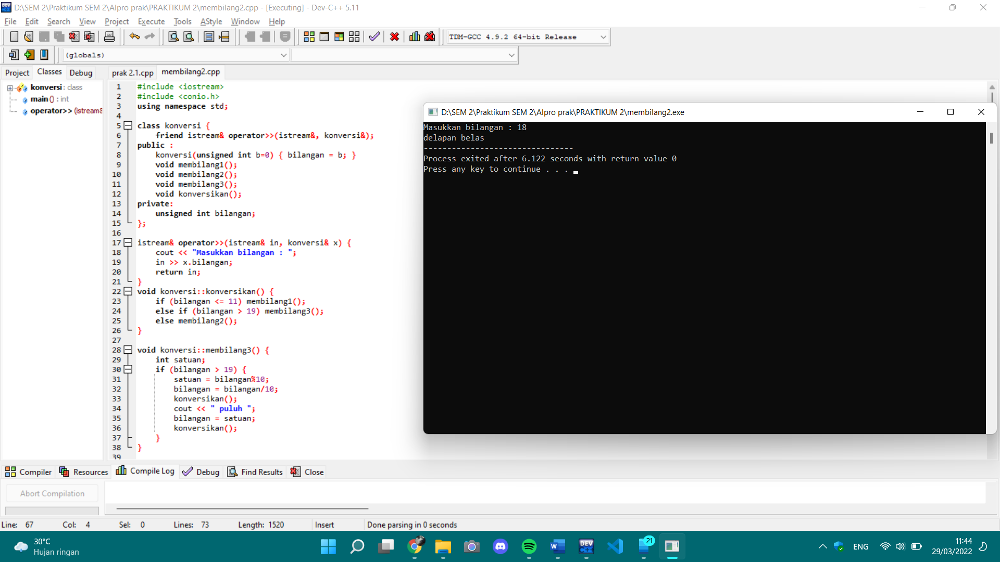 D:\SEM 2\Praktikum SEM 2\Alpro prak\PRAKTIKUM 2\membilang2.cpp - [Executing] - Dev-C++ 5.11
File Edit Search View Project Execute Tools AStyle Window Help
TDM-GCC 4.9.2 64-bit Release
(globals)
Project Classes Debug
prak 2.1.cpp membilang2.cpp
konversi : class
main () : int
operator>> (istream&
1 #include <iostream>
2 #include <conio.h>
3 using namespace std;
4
5 class konversi {
6 friend istream& operator>>(istream&, konversi&);
7 public :
8 konversi(unsigned int b=0) { bilangan = b; }
9 void membilang1();
10 void membilang2();
11 void membilang3();
12 void konversikan();
13 private:
14 unsigned int bilangan;
15 };
16
17 istream& operator>>(istream& in, konversi& x) {
18 cout << "Masukkan bilangan : ";
19 in >> x.bilangan;
20 return in;
21 }
22 void konversi::konversikan() {
23 if (bilangan <= 11) membilang1();
24 else if (bilangan > 19) membilang3();
25 else membilang2();
26 }
27
28 void konversi::membilang3() {
29 int satuan;
30 if (bilangan > 19) {
31 satuan = bilangan%10;
32 bilangan = bilangan/10;
33 konversikan();
34 cout << " puluh ";
35 bilangan = satuan;
36 konversikan();
37 }
38 }
39
D:\SEM 2\Praktikum SEM 2\Alpro prak\PRAKTIKUM 2\membilang2.exe
Masukkan bilangan : 18
delapan belas
--------------------------------
Process exited after 6.122 seconds with return value 0
Press any key to continue . . .
Compiler Resources Compile Log Debug Find Results Close
Abort Compilation
Line: 67 Col: 4 Sel: 0 Lines: 73 Length: 1520 Insert Done parsing in 0 seconds
30°C
Hujan ringan
DEV
C++
21
ENG
11:44
29/03/2022